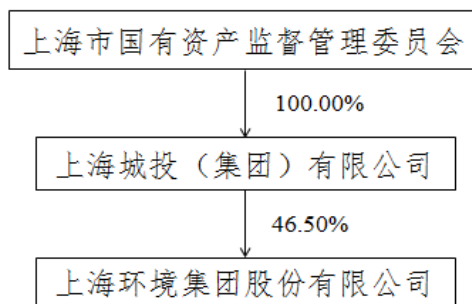 上海市国有资产监督管理委员会
100.00%
上海城投（集团）有限公司
46.50%
上海环境集团股份有限公司